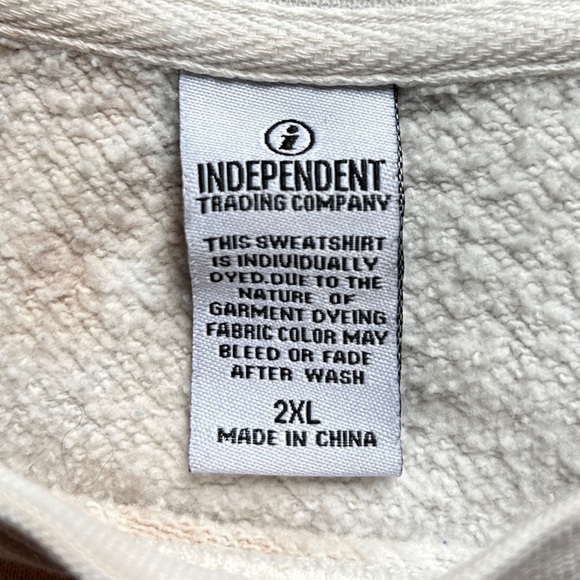 i
INDEPENDENT
TRADING COMPANY
THIS SWEATSHIRT
IS INDIVIDUALLY
DYED.DUE TO THE
NATURE OF
GARMENT DYEING
FABRIC COLOR MAY
BLEED OR FADE
AFTER WASH
2XL
MADE IN CHINA